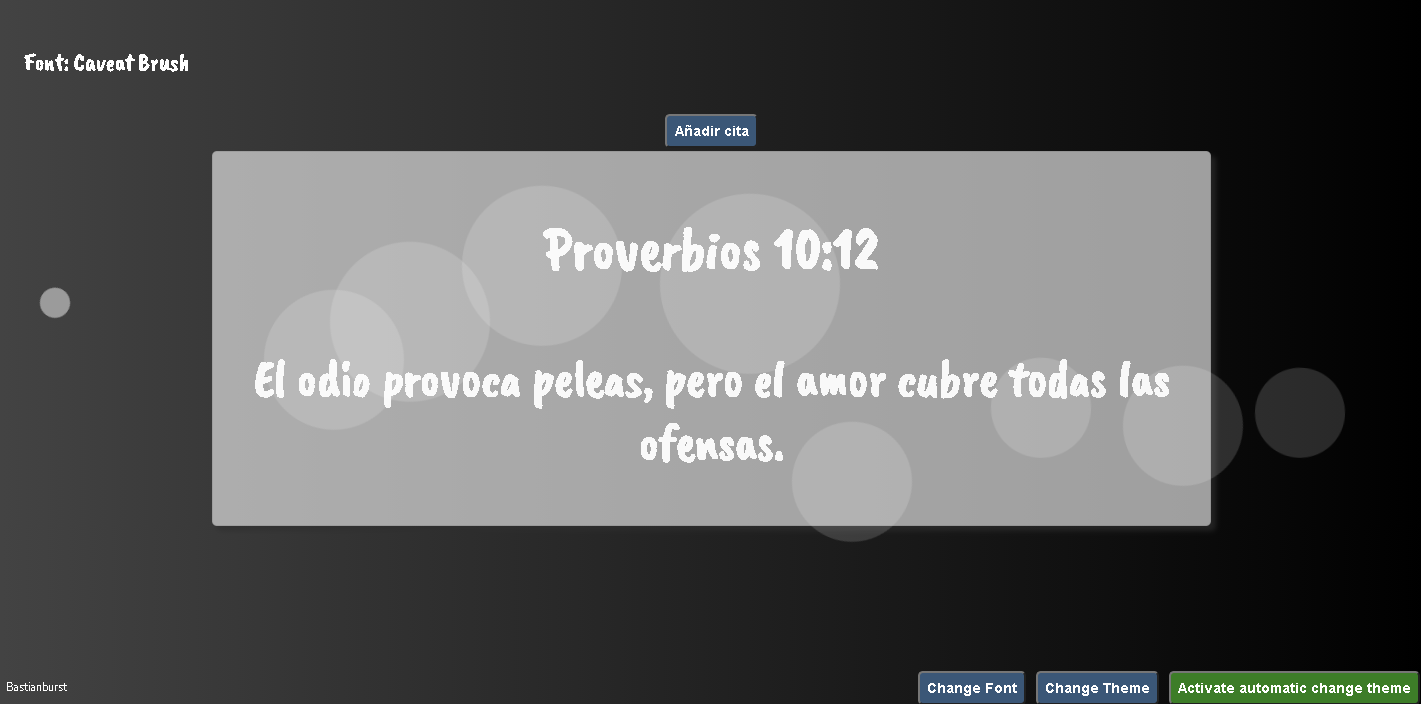 Font: Caveat Brush
Añadir cita
Proverbios 10:12
El odio provoca peleas, pero el amor cubre todas las
ofensas.
Bastianburst
Change Font
Change Theme
Activate automatic change theme